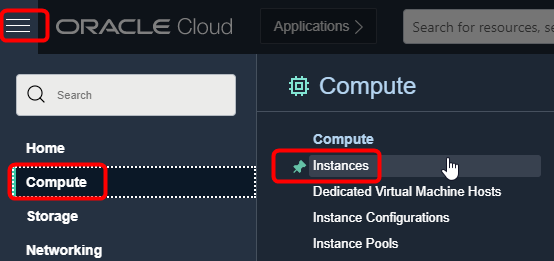 ORACLE Cloud
Applications >
Search for resources, se
Search
Home
Compute
Storage
Networking
Compute
Compute
Instances
Dedicated Virtual Machine Hosts
Instance Configurations
Instance Pools